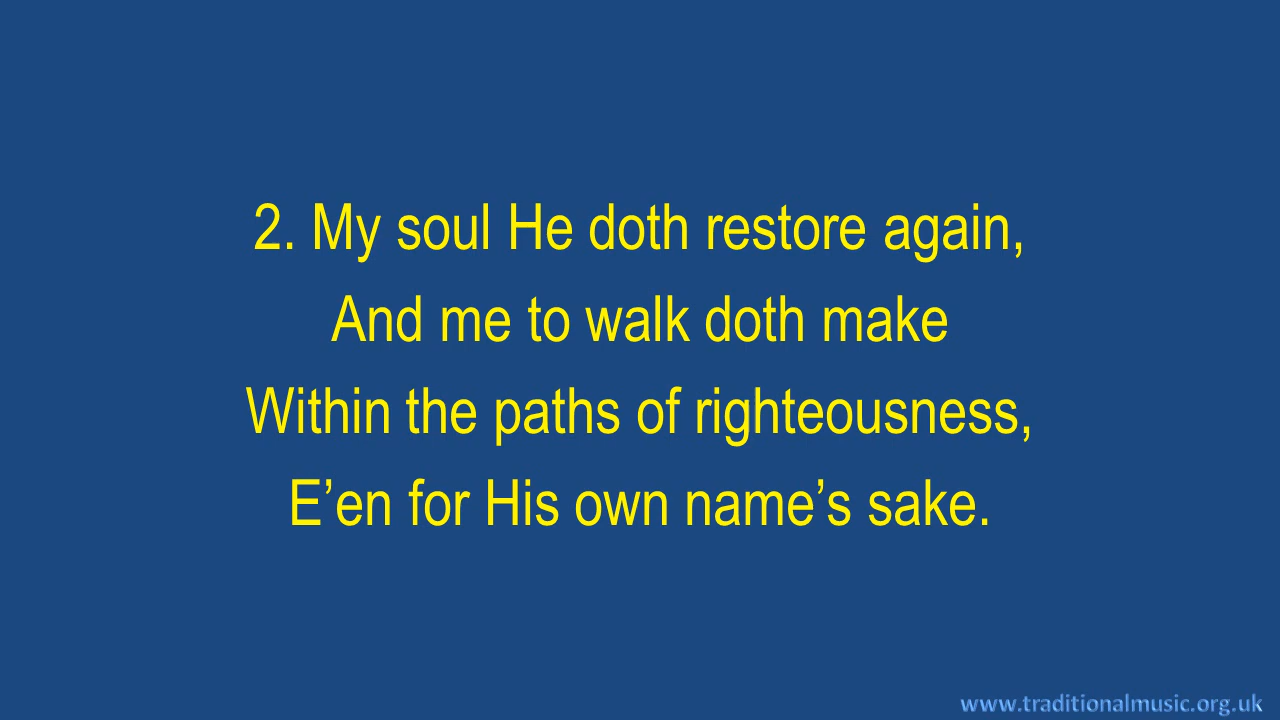 2. My soul He doth restore again,
And me to walk doth make
Within the paths of righteousness,
E’en for His own name’s sake.
www.traditionalmusic.org.uk